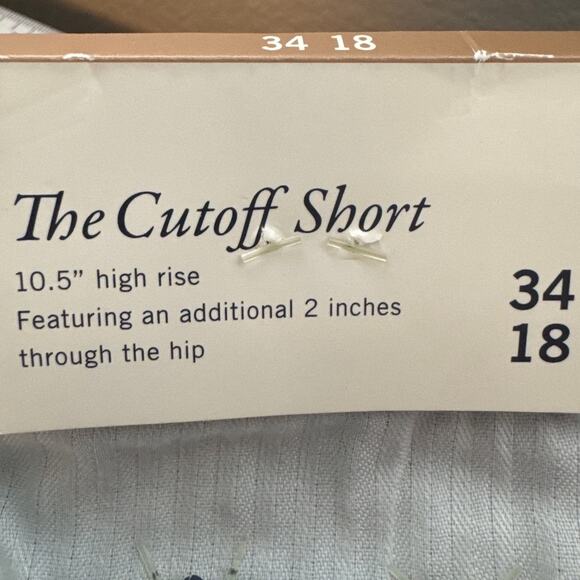 34 18
The Cutoff Short
10.5” high rise
Featuring an additional 2 inches
through the hip
34
18